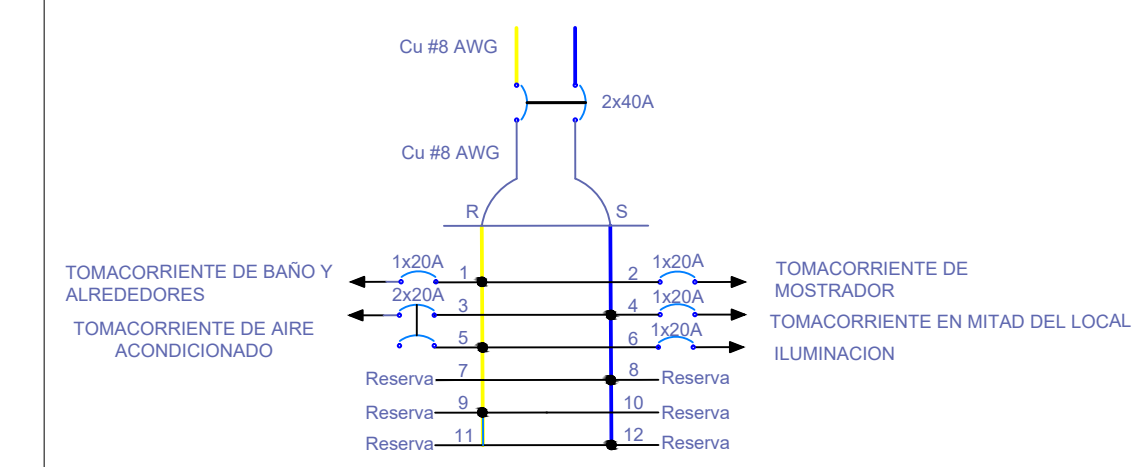 Cu #8 AWG
2x40A
Cu #8 AWG
R
S
1x20A
1
2
1x20A
TOMACORRIENTE DE BAÑO Y
ALREDEDORES
TOMACORRIENTE DE
MOSTRADOR
2x20A
3
4
1x20A
TOMACORRIENTE DE AIRE
ACONDICIONADO
TOMACORRIENTE EN MITAD DEL LOCAL
5
6
1x20A
ILUMINACION
Reserva
7
8
Reserva
Reserva
9
10
Reserva
Reserva
11
12
Reserva